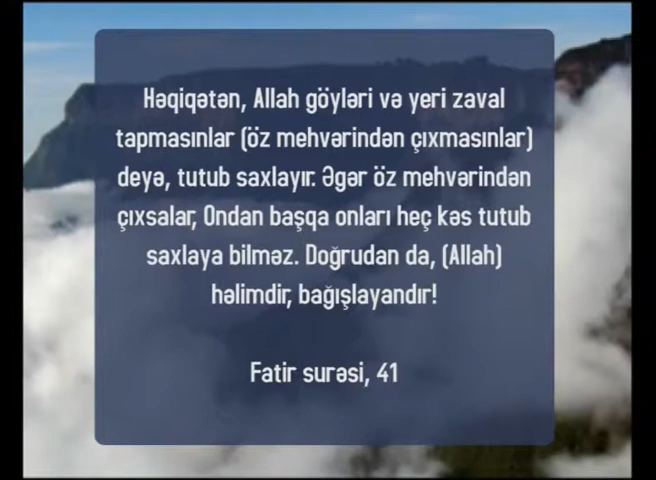 Həqiqətən, Allah göyləri və yeri zaval
tapmasınlar (öz mehvərindən çıxmasınlar)
deyə, tutub saxlayır. Əgər öz mehvərindən
çıxsalar, Ondan başqa onları heç kəs tutub
saxlaya bilməz. Doğrudan da, (Allah)
həlimdir, bağışlayandır!
Fatir surəsi, 41